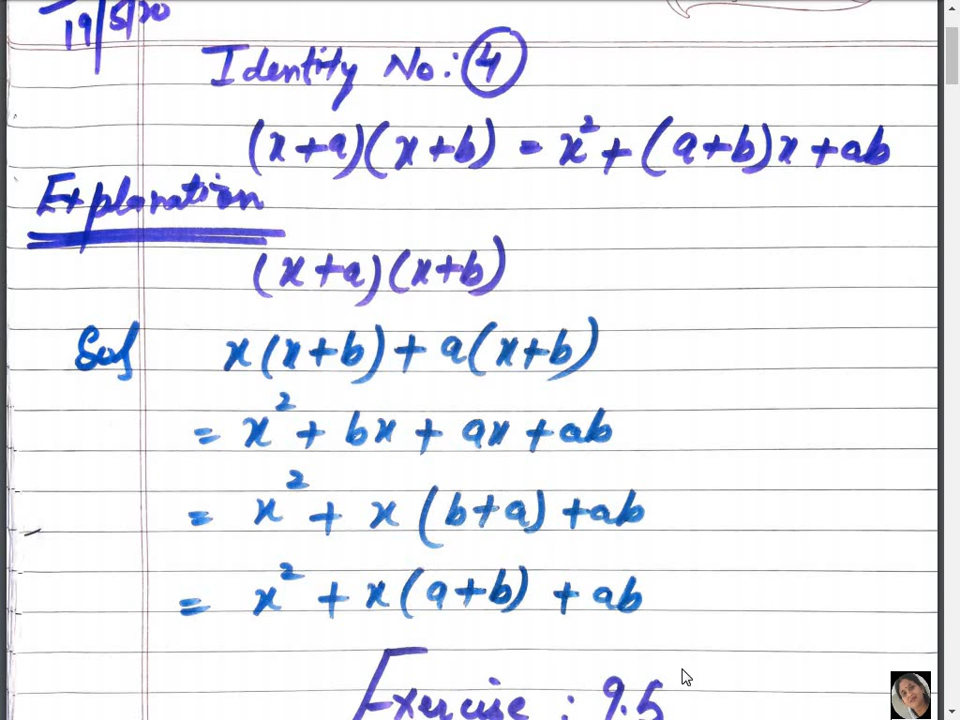 19/5/20
Identity No: 4
(x+a)(x+b) = x² + (a+b)x + ab
Explanation
(x+a)(x+b)
Sol x(x+b) + a(x+b)
= x² + bx + ax + ab
= x² + x(b+a) + ab
= x² + x(a+b) + ab
Exercise : 9.5